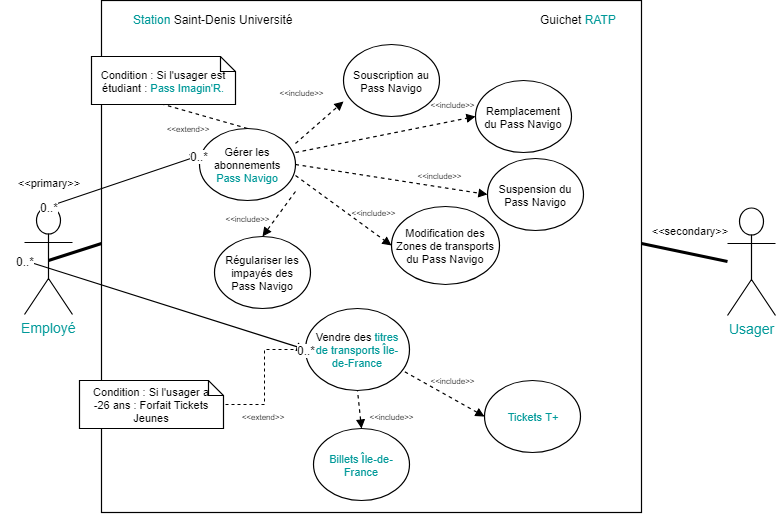 Station Saint-Denis Université
Guichet RATP
Condition : Si l'usager est
étudiant : Pass Imagin'R.
<<include>>
Souscription au
Pass Navigo
<<include>>
Remplacement
du Pass Navigo
<<extend>>
0..*
Gérer les
abonnements
Pass Navigo
<<include>>
Suspension du
Pass Navigo
<<primary>>
0..*
<<include>>
<<include>>
Modification des
Zones de transports
du Pass Navigo
<<secondary>>
Régulariser les
impayés des
Pass Navigo
0..*
Employé
Usager
Vendre des titres
0..*
de transports Île-
de-France
Condition : Si l'usager a
-26 ans : Forfait Tickets
Jeunes
<<extend>>
<<include>>
<<include>>
Tickets T+
Billets Île-de-
France